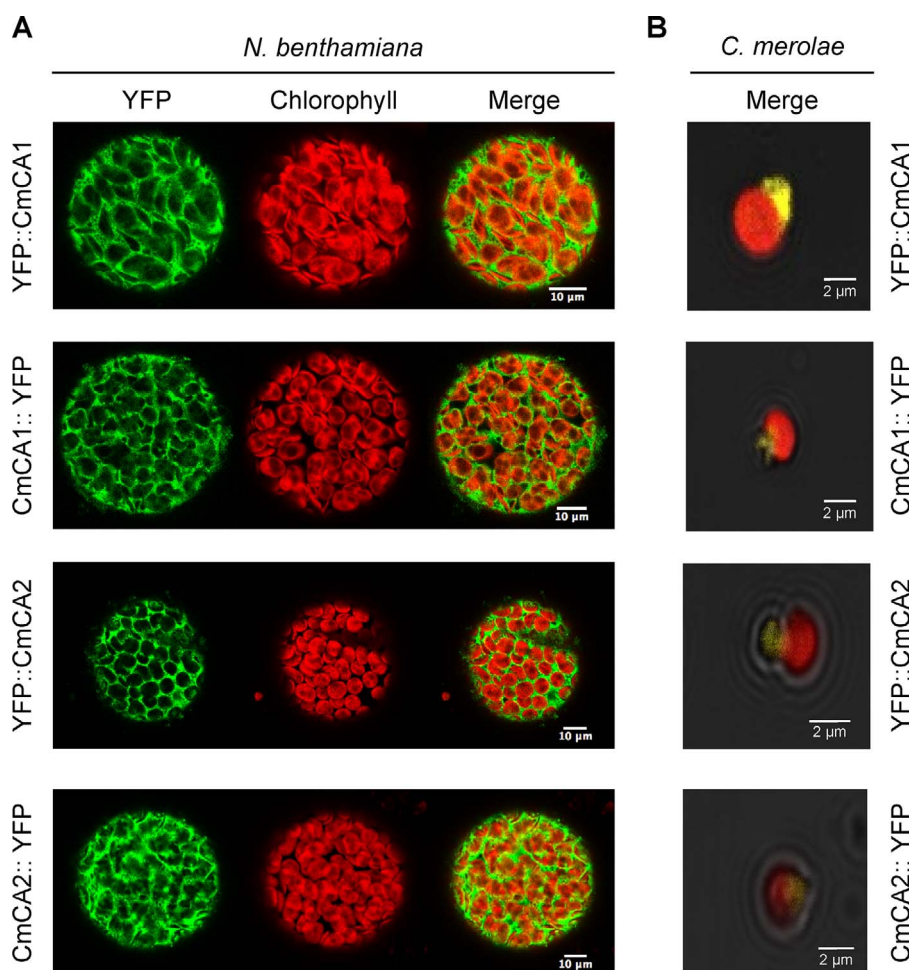 A
B
N. benthamiana
C. merolae
YFP
Chlorophyll
Merge
Merge
YFP::CmCA1
10 µm
2 µm
YFP::CmCA1
CmCA1:: YFP
10 µm
2 µm
CmCA1:: YFP
YFP::CmCA2
10 µm
2 µm
YFP::CmCA2
CmCA2:: YFP
10 µm
2 µm
CmCA2:: YFP